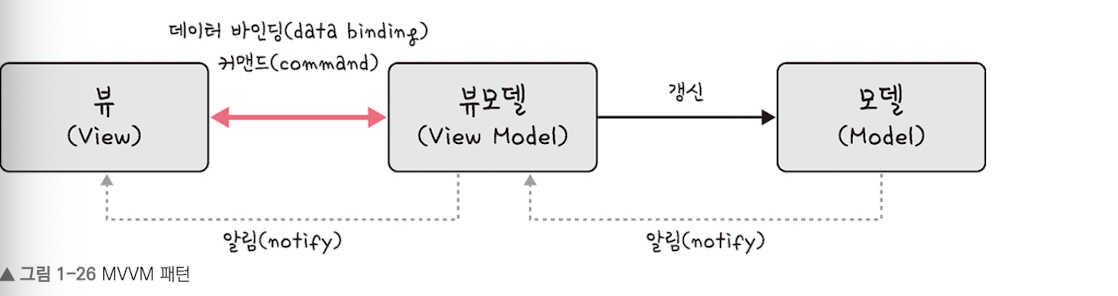 데이터 바인딩(data binding)
커맨드(command)
뷰
(View)
뷰모델
(View Model)
갱신
모델
(Model)
알림(notify)
알림(notify)
▲ 그림 1-26 MVVM 패턴